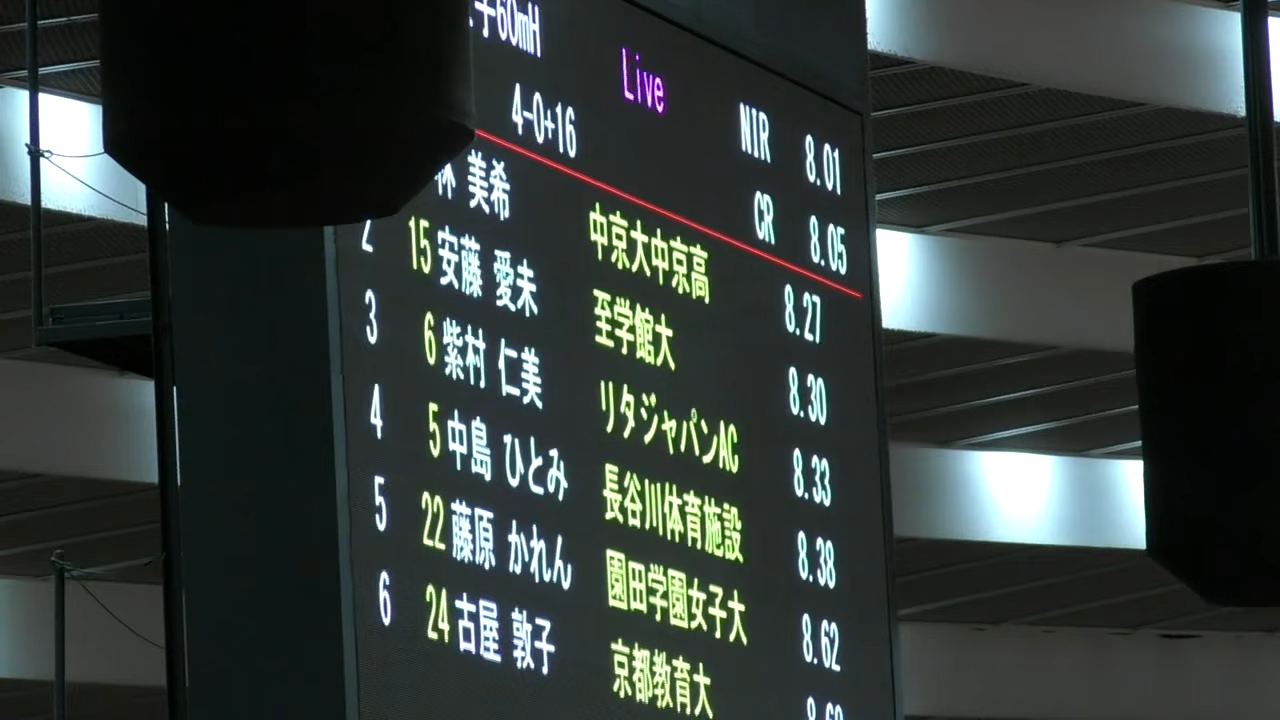 子60mH Live
4-0+16 NIR 8.01
CR 8.05
林 美希 中京大中京高 8.27
2 15 安藤 愛未 至学館大 8.30
3 6 紫村 仁美 リタジャパンAC 8.33
4 5 中島 ひとみ 長谷川体育施設 8.38
5 22 藤原 かれん 園田学園女子大 8.62
6 24 古屋 敦子 京都教育大